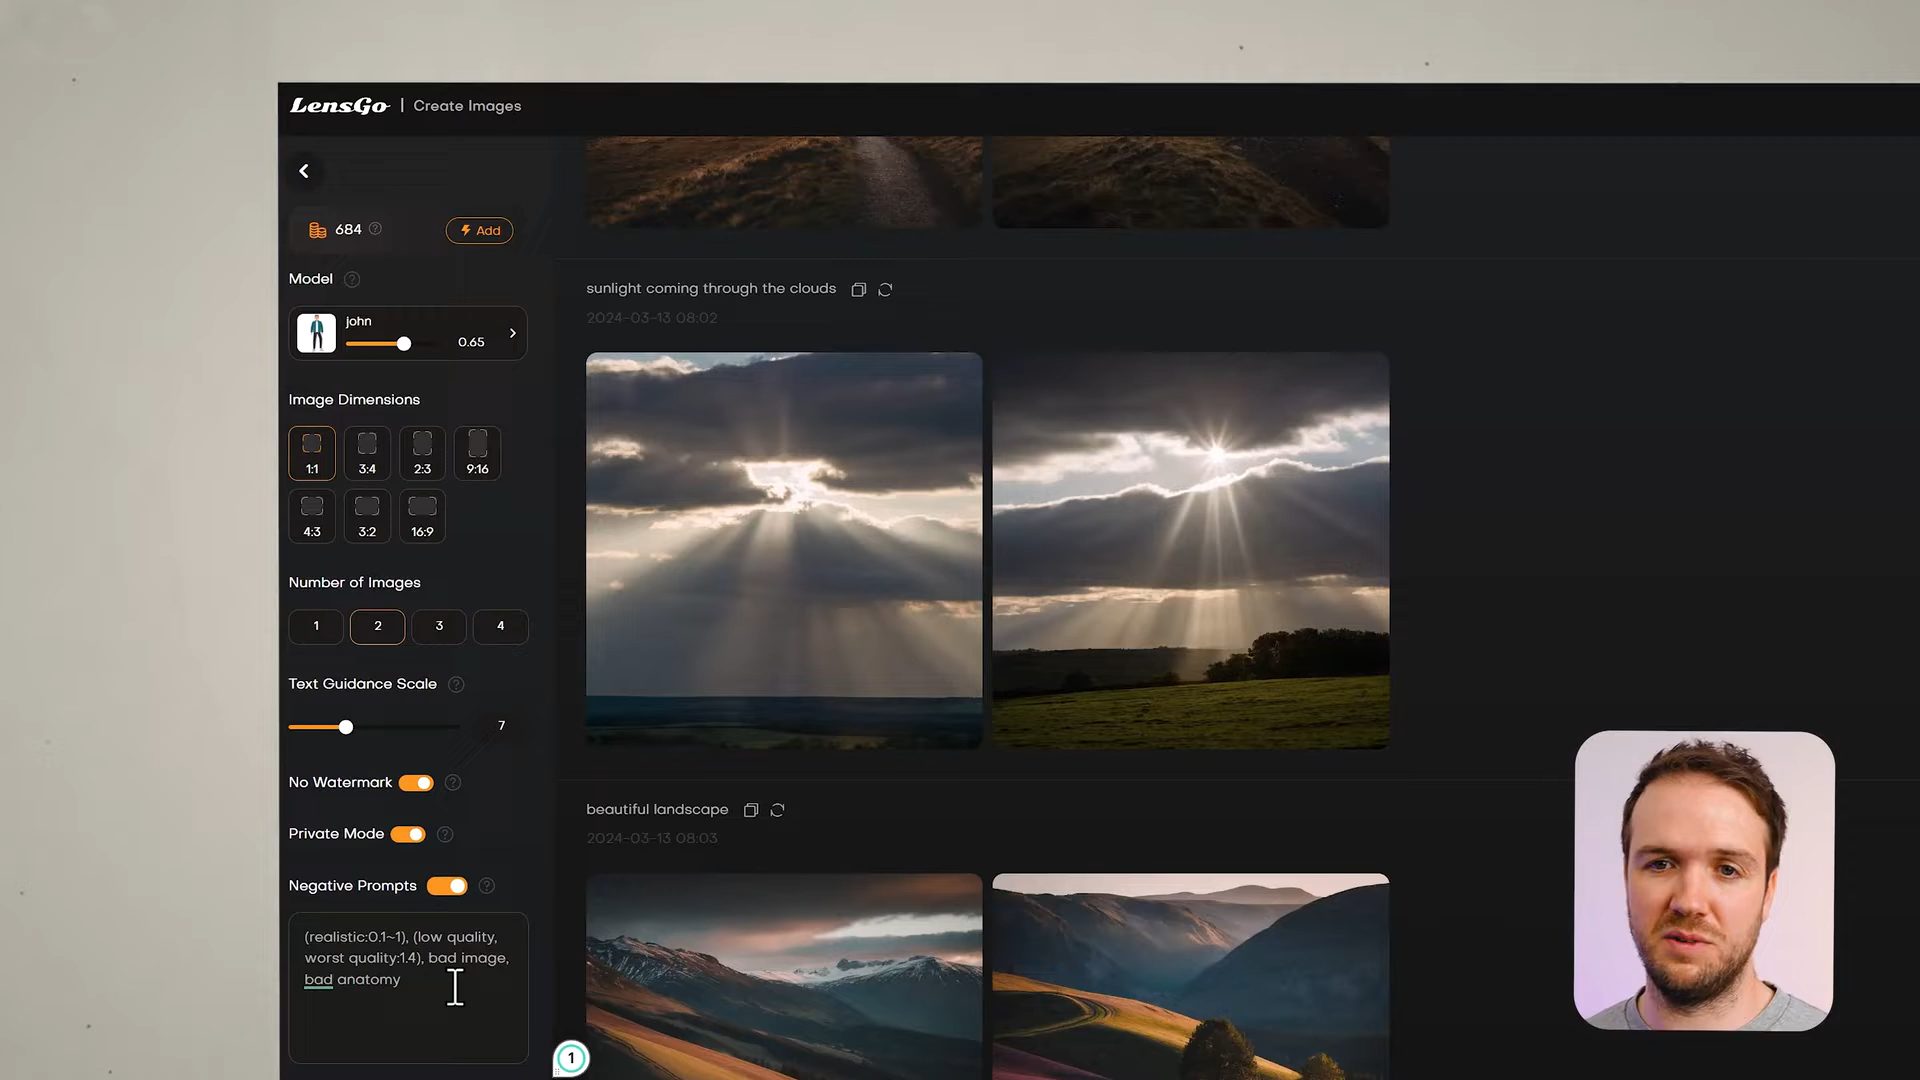 LensGo | Create Images
684
Add
Model
john
0.65
Image Dimensions
1:1
3:4
2:3
9:16
4:3
3:2
16:9
Number of Images
1
2
3
4
Text Guidance Scale
7
No Watermark
Private Mode
Negative Prompts
(realistic:0.1~1), (low quality,
worst quality:1.4), bad image,
bad anatomy
1
sunlight coming through the clouds
2024-03-13 08:02
beautiful landscape
2024-03-13 08:03